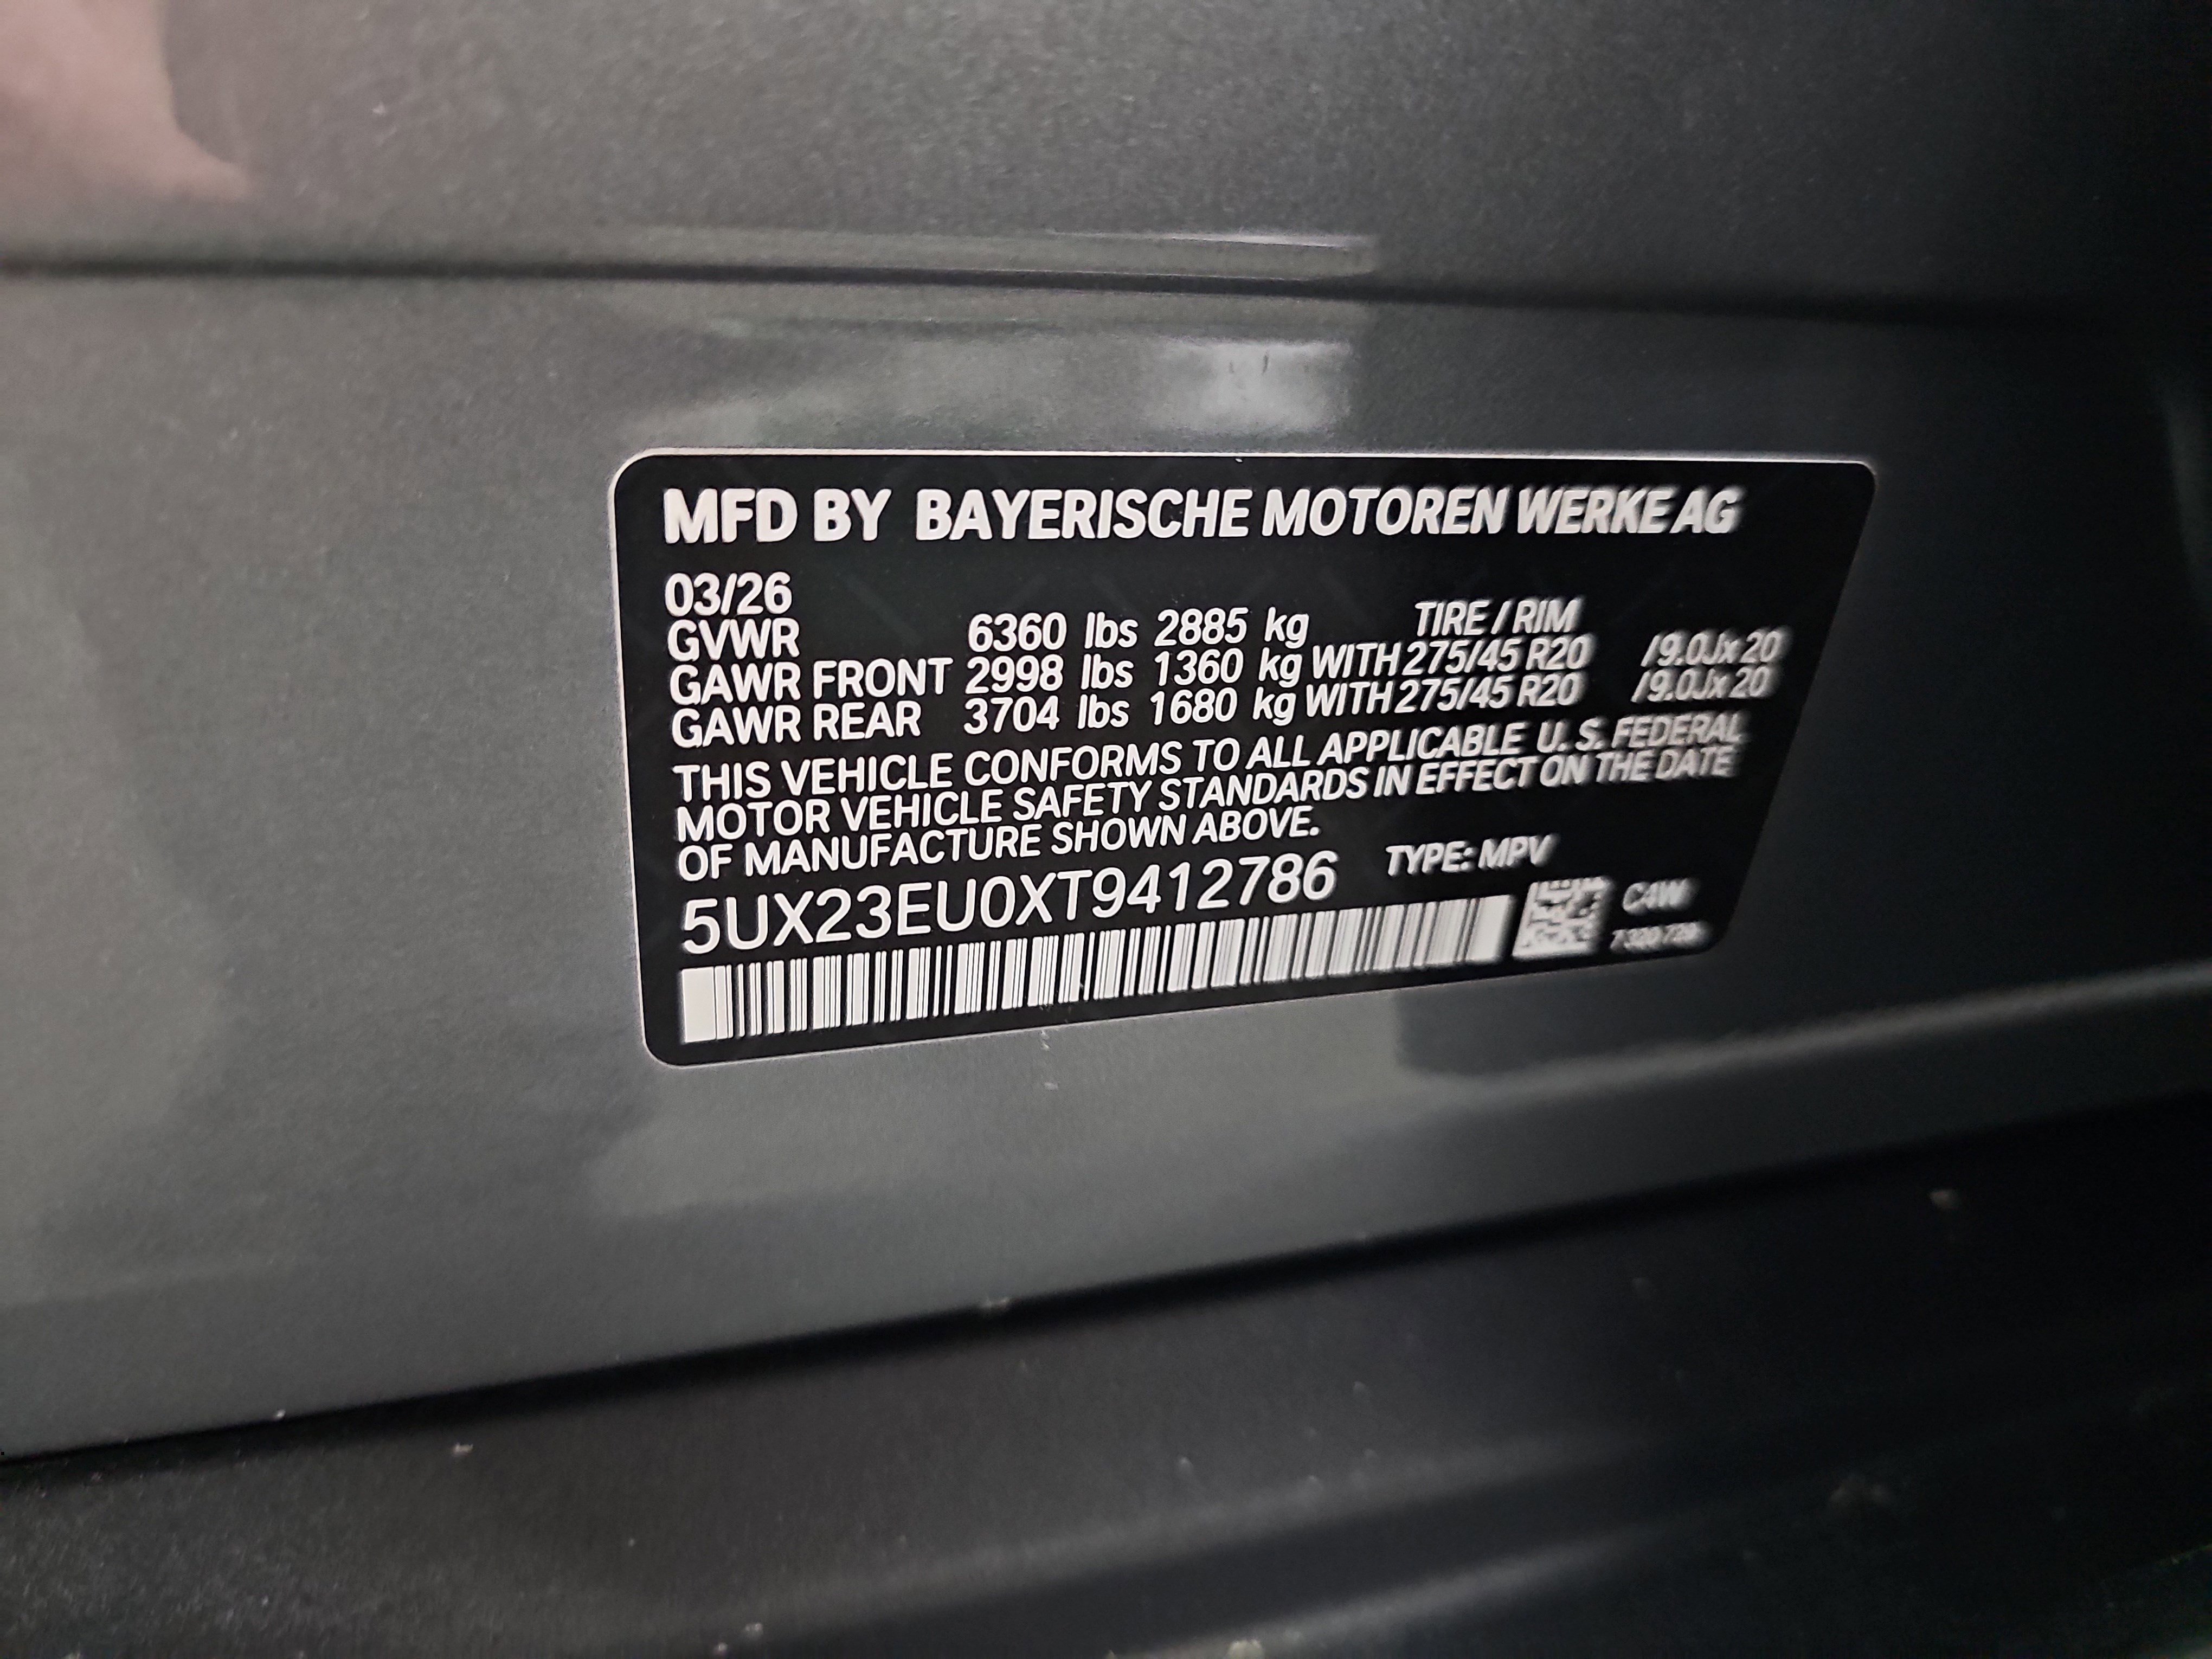 MFD BY BAYERISCHE MOTOREN WERKE AG
03/26 TIRE / RIM
GVWR 6360 lbs 2885 kg
GAWR FRONT 2998 lbs 1360 kg WITH 275/45 R20 /9.0Jx20
GAWR REAR 3704 lbs 1680 kg WITH 275/45 R20 /9.0Jx20
THIS VEHICLE CONFORMS TO ALL APPLICABLE U. S. FEDERAL
MOTOR VEHICLE SAFETY STANDARDS IN EFFECT ON THE DATE
OF MANUFACTURE SHOWN ABOVE.
5UX23EU0XT9412786 TYPE: MPV
C4W